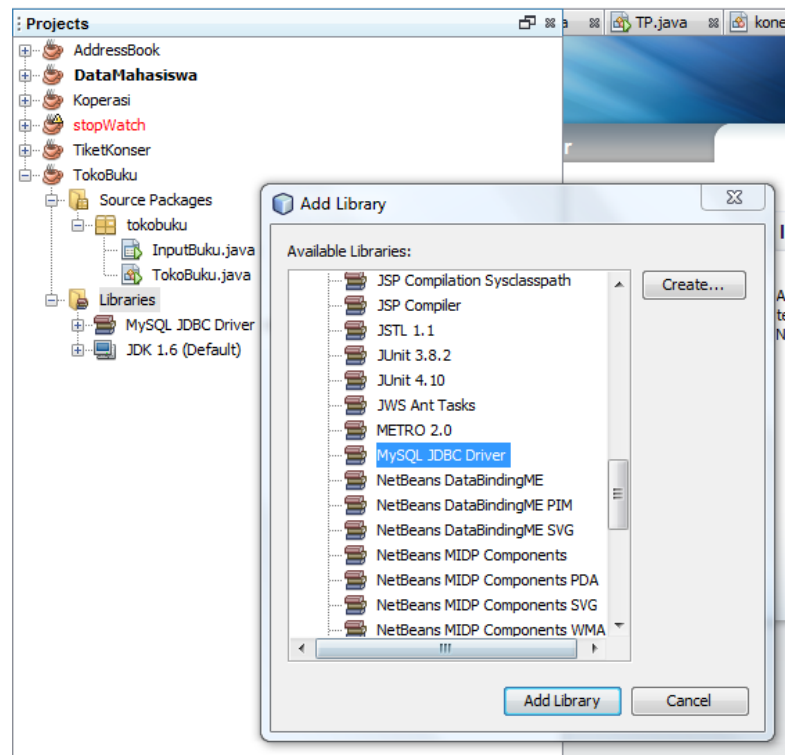 Projects
a
TP.java
kone
AddressBook
DataMahasiswa
Koperasi
stopWatch
TiketKonser
TokoBuku
Source Packages
tokobuku
InputBuku.java
TokoBuku.java
Libraries
MySQL JDBC Driver
JDK 1.6 (Default)
r
Add Library
Available Libraries:
JSP Compilation Sysclasspath
JSP Compiler
JSTL 1.1
JUnit 3.8.2
JUnit 4.10
JWS Ant Tasks
METRO 2.0
MySQL JDBC Driver
NetBeans DataBindingME
NetBeans DataBindingME PIM
NetBeans DataBindingME SVG
NetBeans MIDP Components
NetBeans MIDP Components PDA
NetBeans MIDP Components SVG
NetBeans MIDP Components WMA
Create...
Add Library
Cancel
I
A
te
N